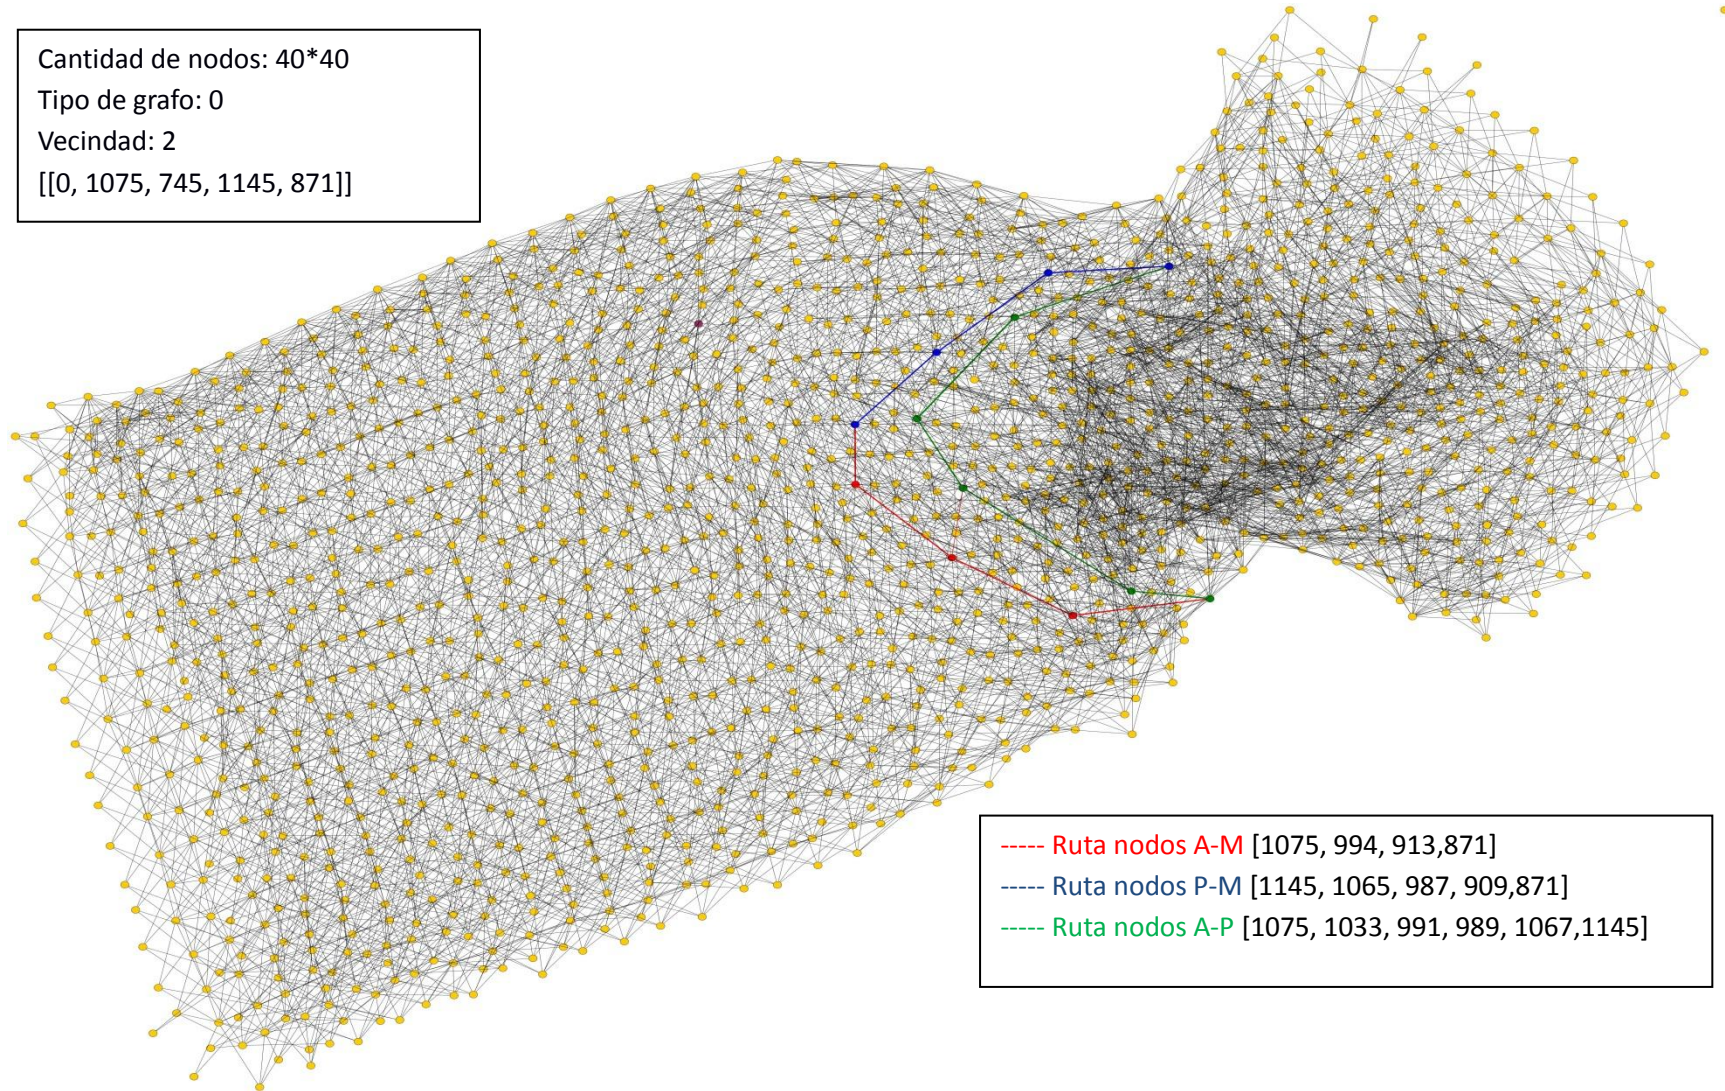 Cantidad de nodos: 40*40
Tipo de grafo: 0
Vecindad: 2
[[0, 1075, 745, 1145, 871]]
----- Ruta nodos A-M [1075, 994, 913,871]
----- Ruta nodos P-M [1145, 1065, 987, 909,871]
----- Ruta nodos A-P [1075, 1033, 991, 989, 1067,1145]